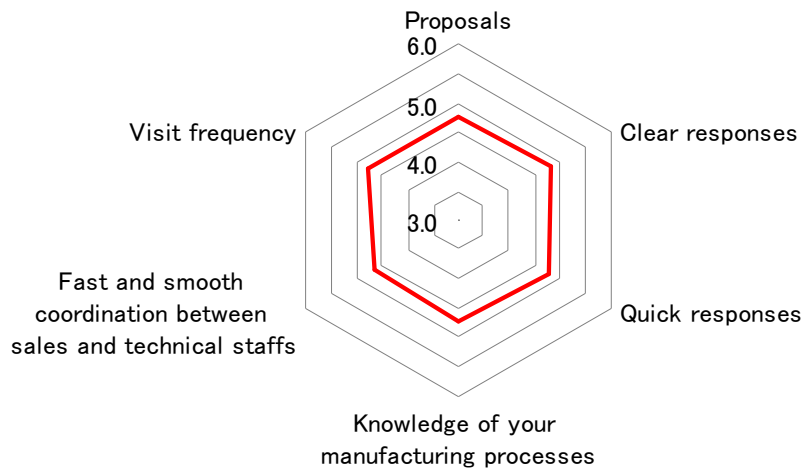 Proposals
6.0
5.0
Visit frequency
Clear responses
4.0
3.0
Fast and smooth
coordination between
sales and technical staffs
Quick responses
Knowledge of your
manufacturing processes